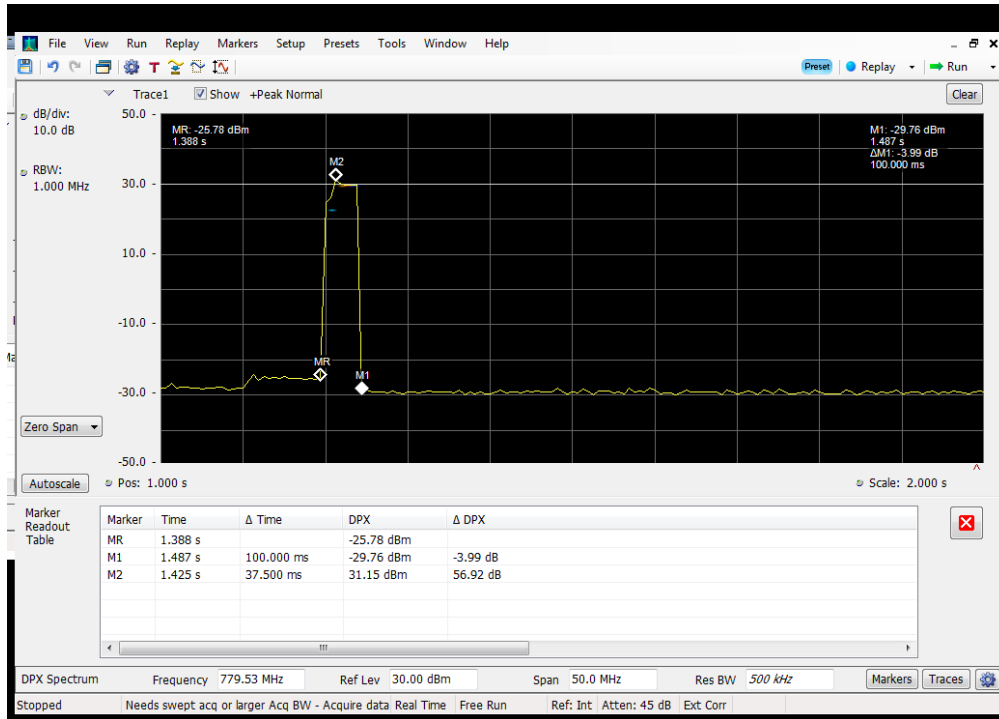 File View Run Replay Markers Setup Presets Tools Window Help
T Preset Replay Run
Trace1 Show +Peak Normal Clear
dB/div:
10.0 dB
RBW:
1.000 MHz
50.0
30.0
10.0
-10.0
-30.0
-50.0
MR: -25.78 dBm
1.388 s
M1: -29.76 dBm
1.487 s
ΔM1: -3.99 dB
100.000 ms
M2
MR
M1
Zero Span
Autoscale Pos: 1.000 s Scale: 2.000 s
Marker
Readout
Table
Marker Time Δ Time DPX Δ DPX
MR 1.388 s -25.78 dBm
M1 1.487 s 100.000 ms -29.76 dBm -3.99 dB
M2 1.425 s 37.500 ms 31.15 dBm 56.92 dB
DPX Spectrum Frequency 779.53 MHz Ref Lev 30.00 dBm Span 50.0 MHz Res BW 500 kHz Markers Traces
Stopped Needs swept acq or larger Acq BW - Acquire data Real Time Free Run Ref: Int Atten: 45 dB Ext Corr